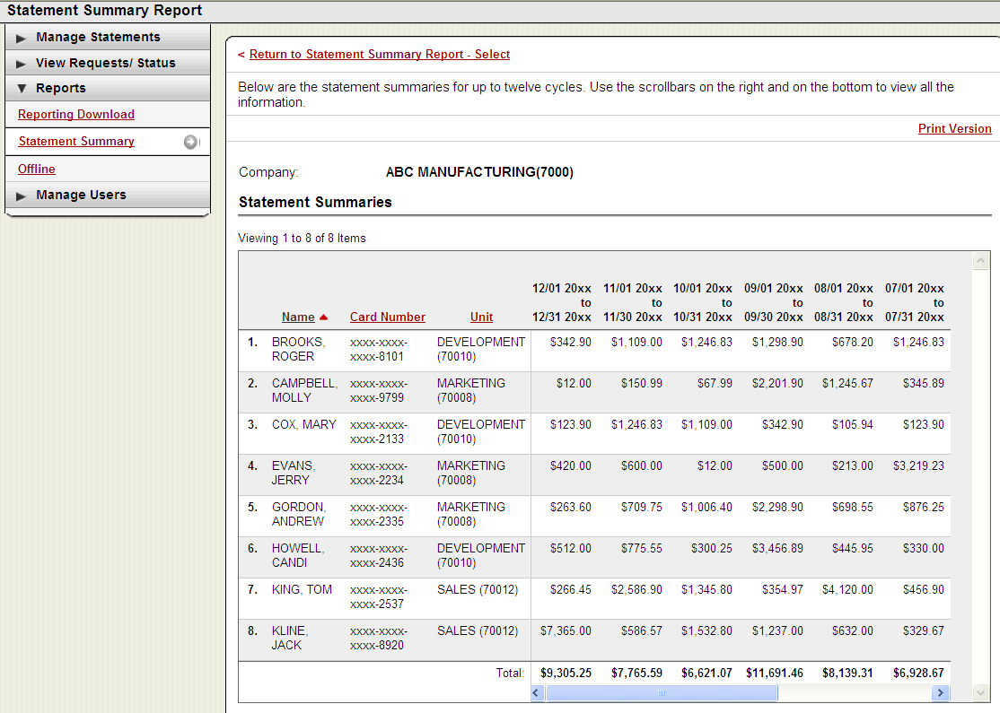 Statement Summary Report
Manage Statements
View Requests/ Status
Reports
Reporting Download
Statement Summary
Offline
Manage Users
< Return to Statement Summary Report - Select
Below are the statement summaries for up to twelve cycles. Use the scrollbars on the right and on the bottom to view all the
information.
Print Version
Company: ABC MANUFACTURING(7000)
Statement Summaries
Viewing 1 to 8 of 8 Items
12/01 20xx 11/01 20xx 10/01 20xx 09/01 20xx 08/01 20xx 07/01 20xx
to to to to to to
Name Card Number Unit 12/31 20xx 11/30 20xx 10/31 20xx 09/30 20xx 08/31 20xx 07/31 20xx
1. BROOKS, xxxx-xxxx- DEVELOPMENT $342.90 $1,109.00 $1,246.83 $1,298.90 $678.20 $1,246.83
ROGER xxxx-8101 (70010)
2. CAMPBELL, xxxx-xxxx- MARKETING $12.00 $150.99 $67.99 $2,201.90 $1,245.67 $345.89
MOLLY xxxx-9799 (70008)
3. COX, MARY xxxx-xxxx- DEVELOPMENT $123.90 $1,246.83 $1,109.00 $342.90 $105.94 $123.90
xxxx-2133 (70010)
4. EVANS, xxxx-xxxx- MARKETING $420.00 $600.00 $12.00 $500.00 $213.00 $3,219.23
JERRY xxxx-2234 (70008)
5. GORDON, xxxx-xxxx- MARKETING $263.60 $709.75 $1,006.40 $2,298.90 $698.55 $876.25
ANDREW xxxx-2335 (70008)
6. HOWELL, xxxx-xxxx- DEVELOPMENT $512.00 $775.55 $300.25 $3,456.89 $445.95 $330.00
CANDI xxxx-2436 (70010)
7. KING, TOM xxxx-xxxx- SALES (70012) $266.45 $2,586.90 $1,345.80 $354.97 $4,120.00 $456.90
xxxx-2537
8. KLINE, xxxx-xxxx- SALES (70012) $7,365.00 $586.57 $1,532.80 $1,237.00 $632.00 $329.67
JACK xxxx-8920
Total: $9,305.25 $7,765.59 $6,621.07 $11,691.46 $8,139.31 $6,928.67